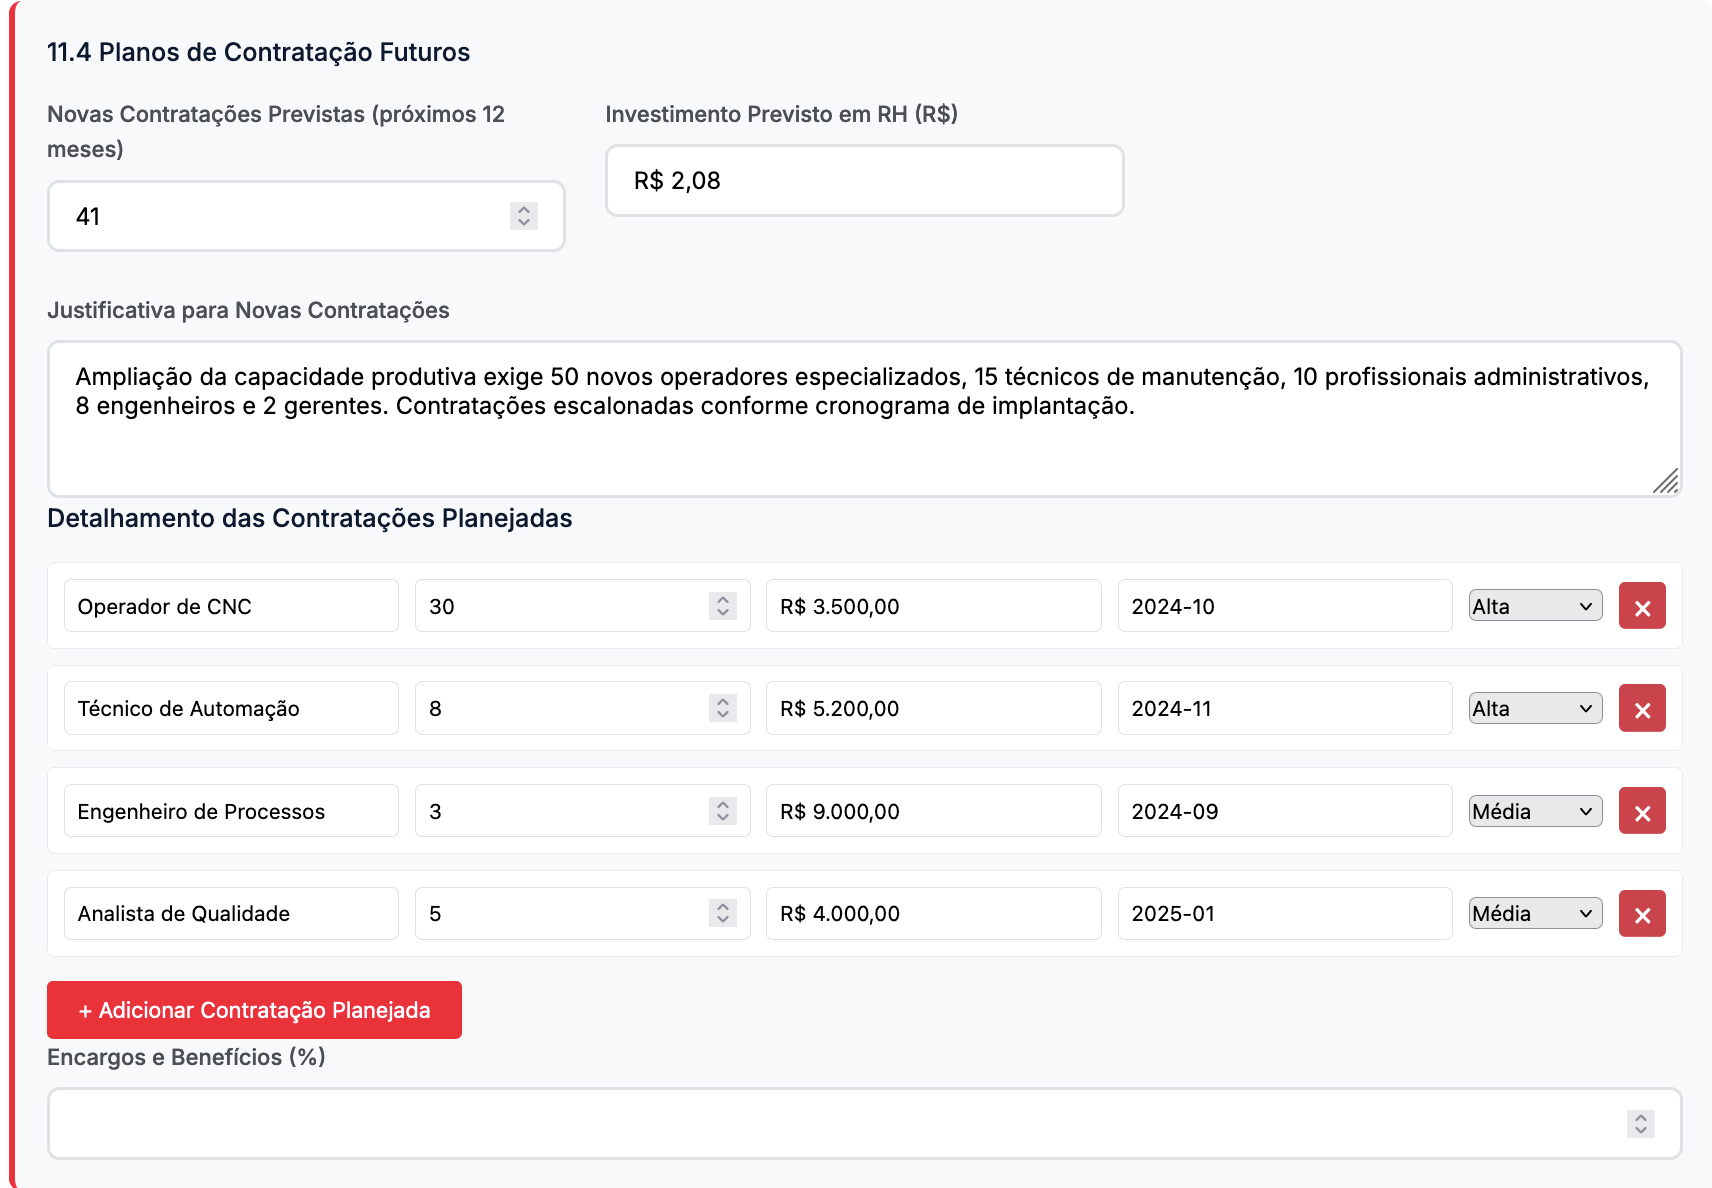 11.4 Planos de Contratação Futuros
Novas Contratações Previstas (próximos 12
meses)
Investimento Previsto em RH (R$)
41
R$ 2,08
Justificativa para Novas Contratações
Ampliação da capacidade produtiva exige 50 novos operadores especializados, 15 técnicos de manutenção, 10 profissionais administrativos,
8 engenheiros e 2 gerentes. Contratações escalonadas conforme cronograma de implantação.
Detalhamento das Contratações Planejadas
Operador de CNC 30 R$ 3.500,00 2024-10 Alta ×
Técnico de Automação 8 R$ 5.200,00 2024-11 Alta ×
Engenheiro de Processos 3 R$ 9.000,00 2024-09 Média ×
Analista de Qualidade 5 R$ 4.000,00 2025-01 Média ×
+ Adicionar Contratação Planejada
Encargos e Benefícios (%)